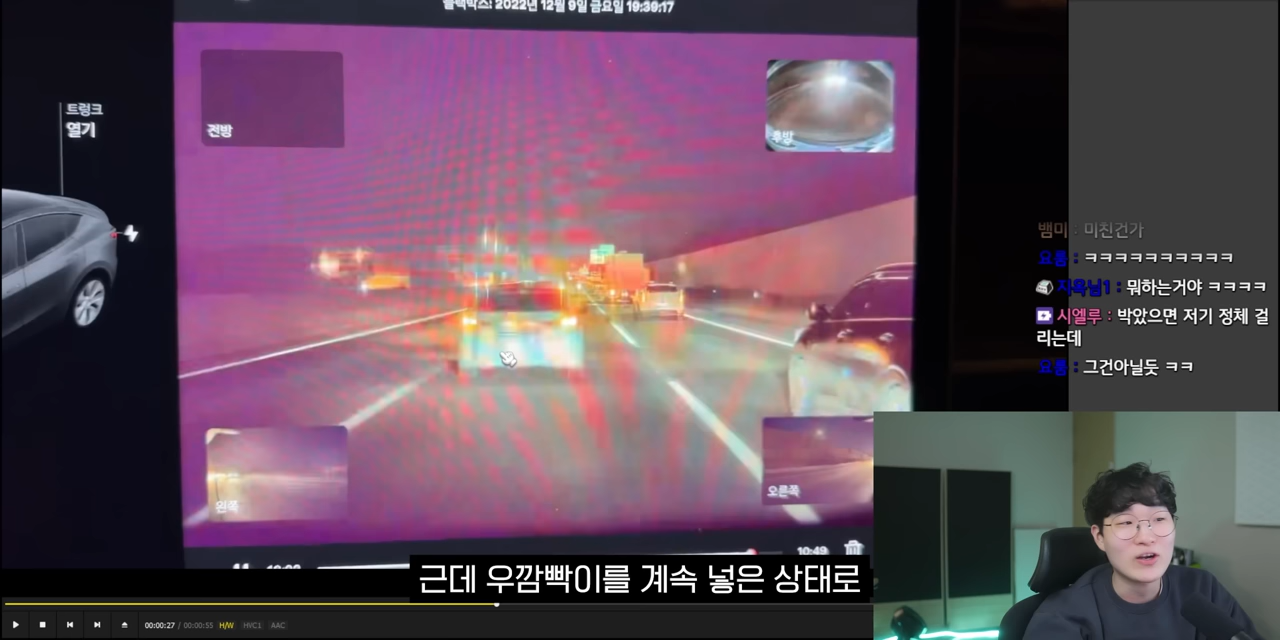 블랙박스: 2022년 12월 9일 금요일 19:39:17
트렁크
열기
전방
후방
왼쪽
오른쪽
10:49
뱀미 : 미친건가
요룰 : ㅋㅋㅋㅋㅋㅋㅋㅋㅋㅋ
지옥님1 : 뭐하는거야 ㅋㅋㅋㅋ
시엘루 : 박았으면 저기 정체 걸
리는데
요룰 : 그건아닐듯 ㅋㅋ
근데 우깜빡이를 계속 넣은 상태로
00:00:27 / 00:00:55 H/W HVC1 AAC